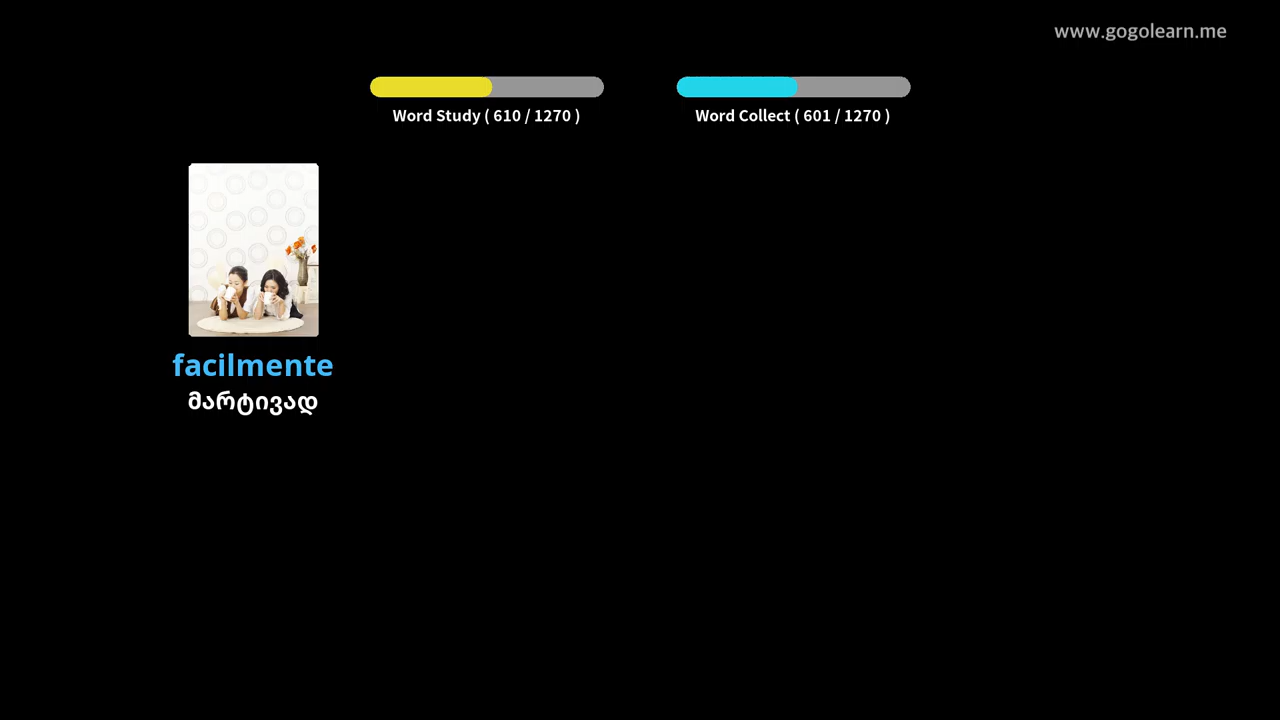 www.gogolearn.me
Word Study ( 610 / 1270 )
Word Collect ( 601 / 1270 )
facilmente
მარტივად